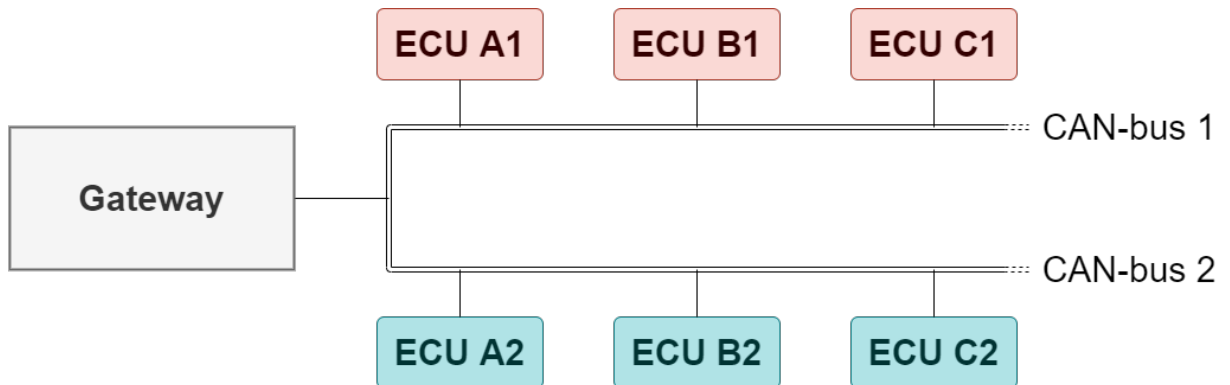 ECU A1
ECU B1
ECU C1
CAN-bus 1
Gateway
CAN-bus 2
ECU A2
ECU B2
ECU C2